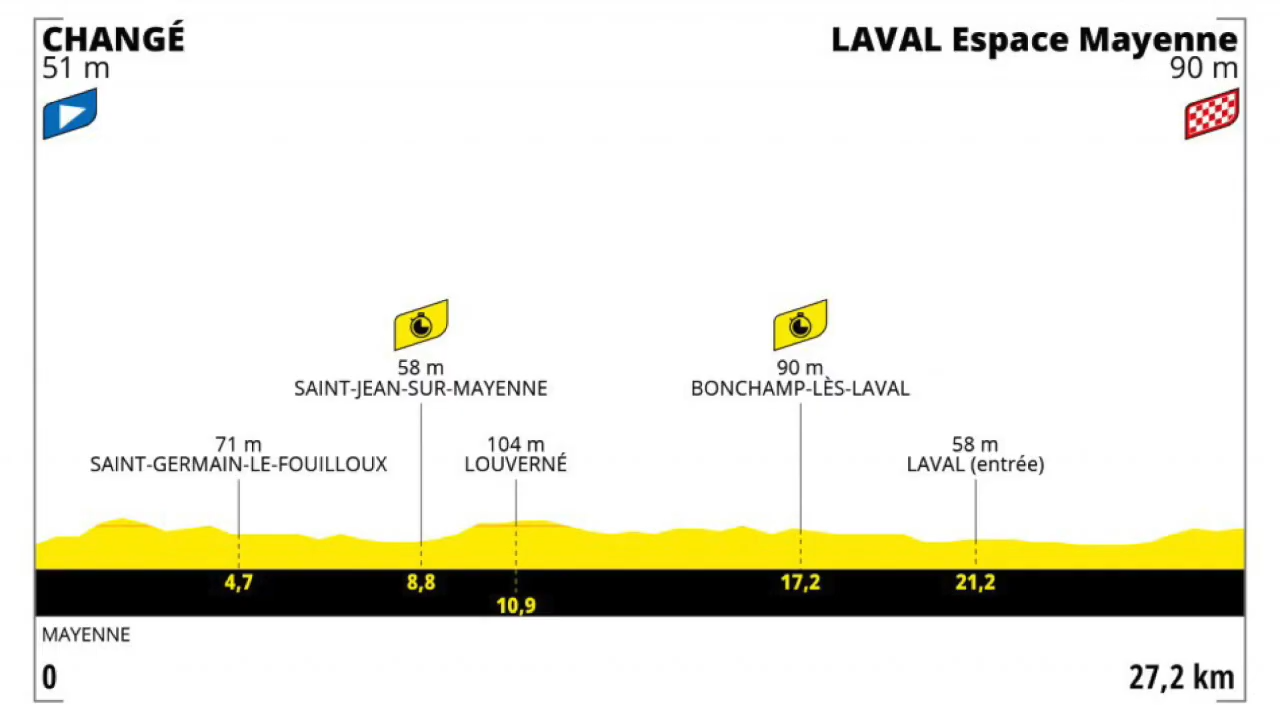 CHANGÉ
51 m
LAVAL Espace Mayenne
90 m
58 m
SAINT-JEAN-SUR-MAYENNE
90 m
BONCHAMP-LÈS-LAVAL
71 m
SAINT-GERMAIN-LE-FOUILLOUX
104 m
LOUVERNÉ
58 m
LAVAL (entrée)
4,7
8,8
10,9
17,2
21,2
MAYENNE
0
27,2 km